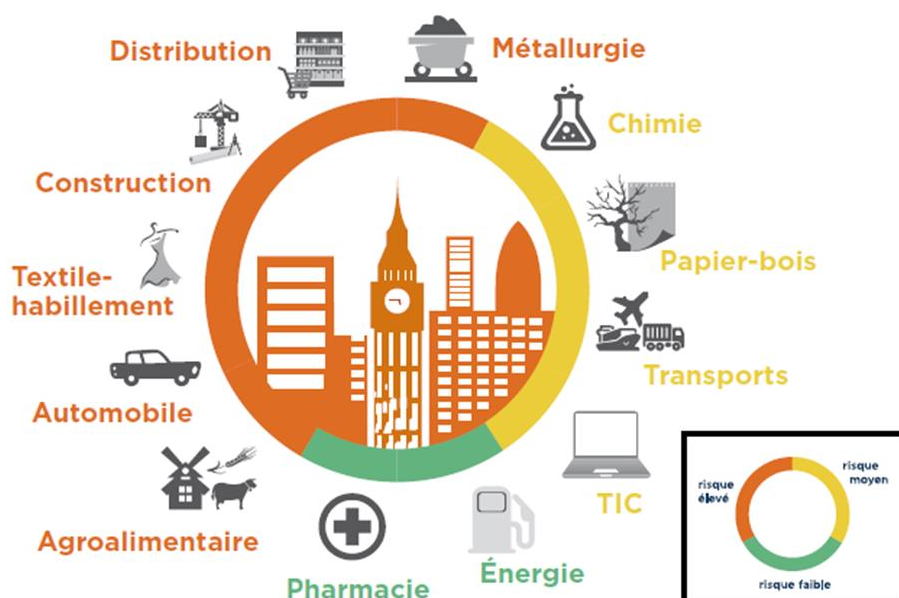 Distribution
Métallurgie
Chimie
Construction
Papier-bois
Textile-
habillement
Transports
Automobile
TIC
Agroalimentaire
Énergie
Pharmacie
risque
élevé
risque
moyen
risque faible